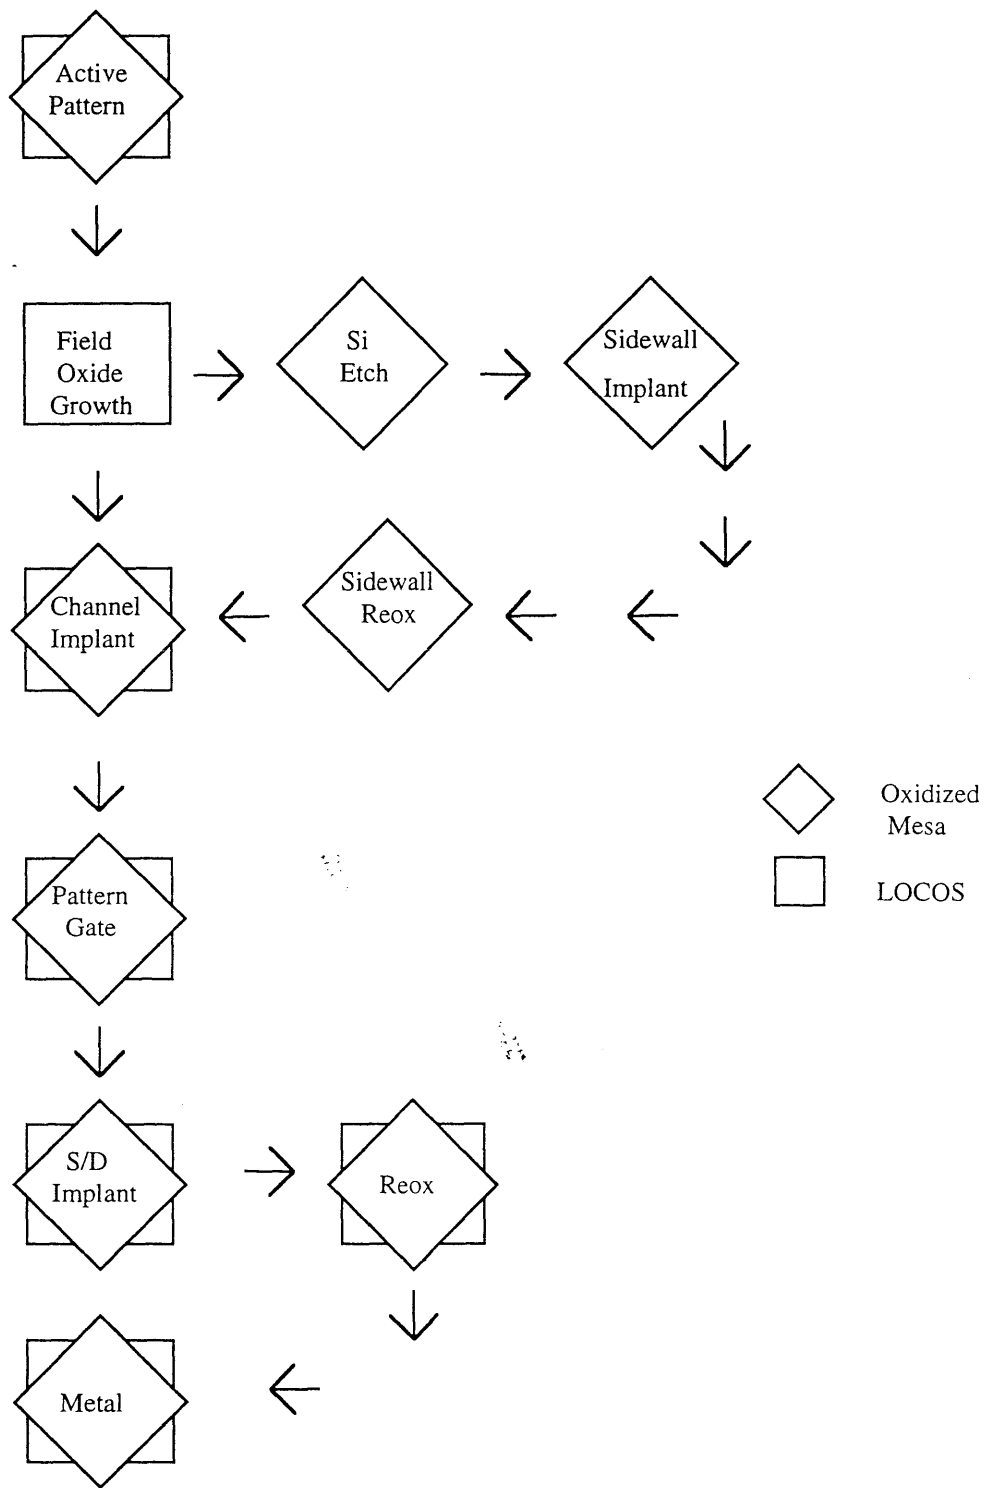 Active
Pattern
Field
Oxide
Growth
Si
Etch
Sidewall
Implant
Channel
Implant
Sidewall
Reox
Oxidized
Mesa
LOCOS
Pattern
Gate
S/D
Implant
Reox
Metal